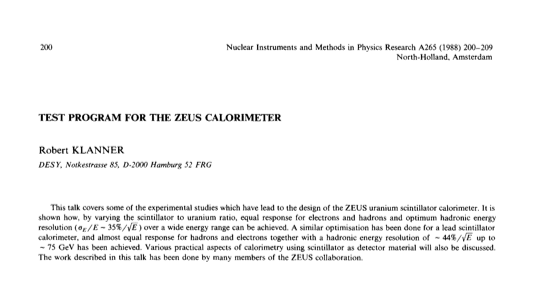 200
Nuclear Instruments and Methods in Physics Research A265 (1988) 200–209
North-Holland, Amsterdam
TEST PROGRAM FOR THE ZEUS CALORIMETER
Robert KLANNER
DESY, Notkestrasse 85, D-2000 Hamburg 52 FRG
This talk covers some of the experimental studies which have lead to the design of the ZEUS uranium scintillator calorimeter. It is
shown how, by varying the scintillator to uranium ratio, equal response for electrons and hadrons and optimum hadronic energy
resolution (σE/E ~ 35%/√E) over a wide energy range can be achieved. A similar optimisation has been done for a lead scintillator
calorimeter, and almost equal response for hadrons and electrons together with a hadronic energy resolution of ~ 44%/√E up to
~ 75 GeV has been achieved. Various practical aspects of calorimetry using scintillator as detector material will also be discussed.
The work described in this talk has been done by many members of the ZEUS collaboration.